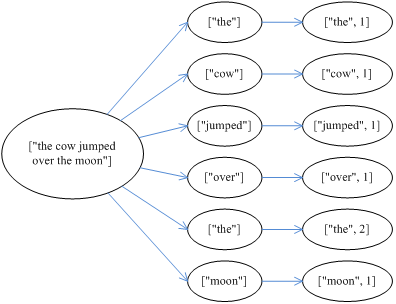 ["the cow jumped
over the moon"]
["the"] ["the", 1]
["cow"] ["cow", 1]
["jumped"] ["jumped", 1]
["over"] ["over", 1]
["the"] ["the", 2]
["moon"] ["moon", 1]